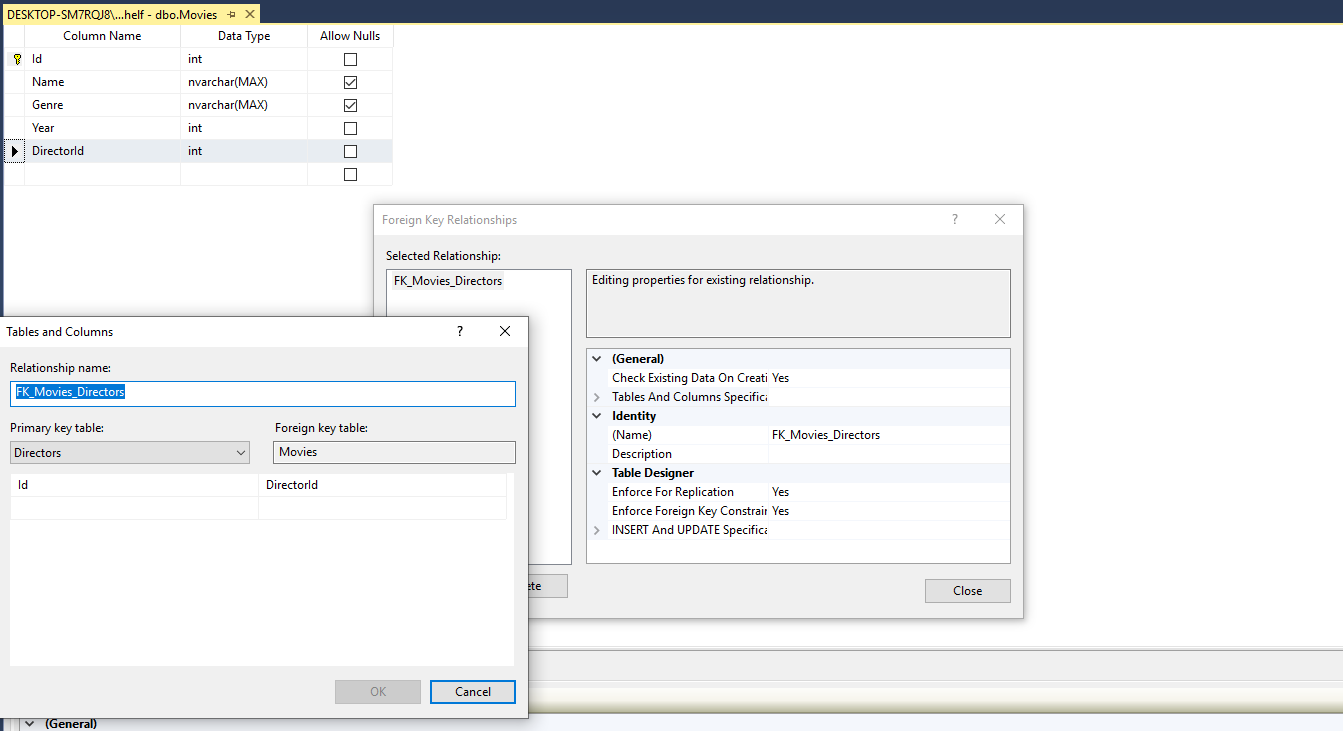 DESKTOP-SM7RQJ8\...helf - dbo.Movies
Column Name Data Type Allow Nulls
Id int
Name nvarchar(MAX)
Genre nvarchar(MAX)
Year int
DirectorId int
Foreign Key Relationships ?
Selected Relationship:
FK_Movies_Directors
Editing properties for existing relationship.
(General)
Check Existing Data On Creati Yes
Tables And Columns Specifica
Identity
(Name) FK_Movies_Directors
Description
Table Designer
Enforce For Replication Yes
Enforce Foreign Key Constrain Yes
INSERT And UPDATE Specifica
ete
Close
Tables and Columns ?
Relationship name:
FK_Movies_Directors
Primary key table: Foreign key table:
Directors Movies
Id DirectorId
OK Cancel
(General)